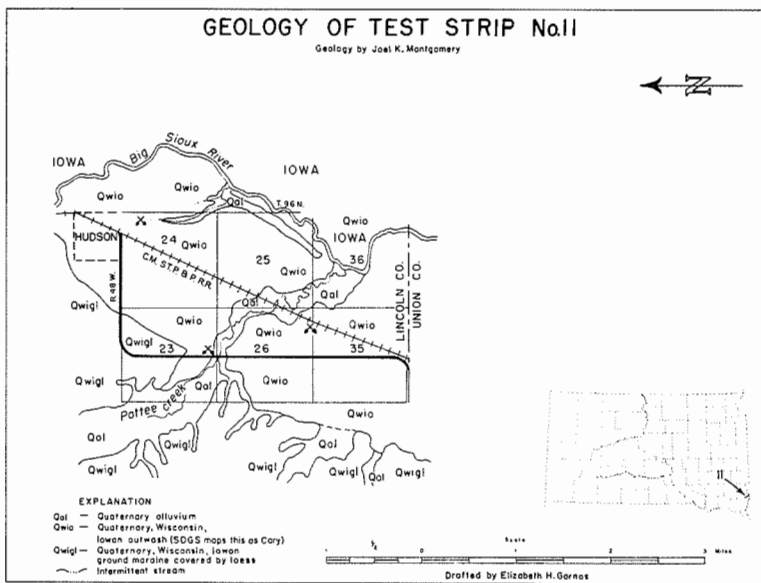 GEOLOGY OF TEST STRIP No.11
Geology by Joel K. Montgomery
N
IOWA
Big Sioux River
IOWA
Qwio
Qal
T.96N.
Qwio
IOWA
HUDSON
24
Qwio
25
Qwio
36
C.M. ST. P. & P. R.R.
R.48W.
Qal
Qal
LINCOLN CO.
UNION CO.
Qwigl
Qwio
Qwio
Qwio
Qwigl
23
26
35
Qwigl
Pattee creek
Qal
Qwio
Qwio
Qal
Qwigl
Qwigl
Qwigl
Qal
Qwigl
Qwigl
Qal
11
EXPLANATION
Qal — Quaternary alluvium
Qwio — Quaternary, Wisconsin,
Iowan outwash (SDGS maps this as Cary)
Qwigl — Quaternary, Wisconsin, Iowan
ground moraine covered by loess
Intermittent stream
Scale
1 ½ 0 1 2 3 Miles
Drafted by Elizabeth H. Gornas